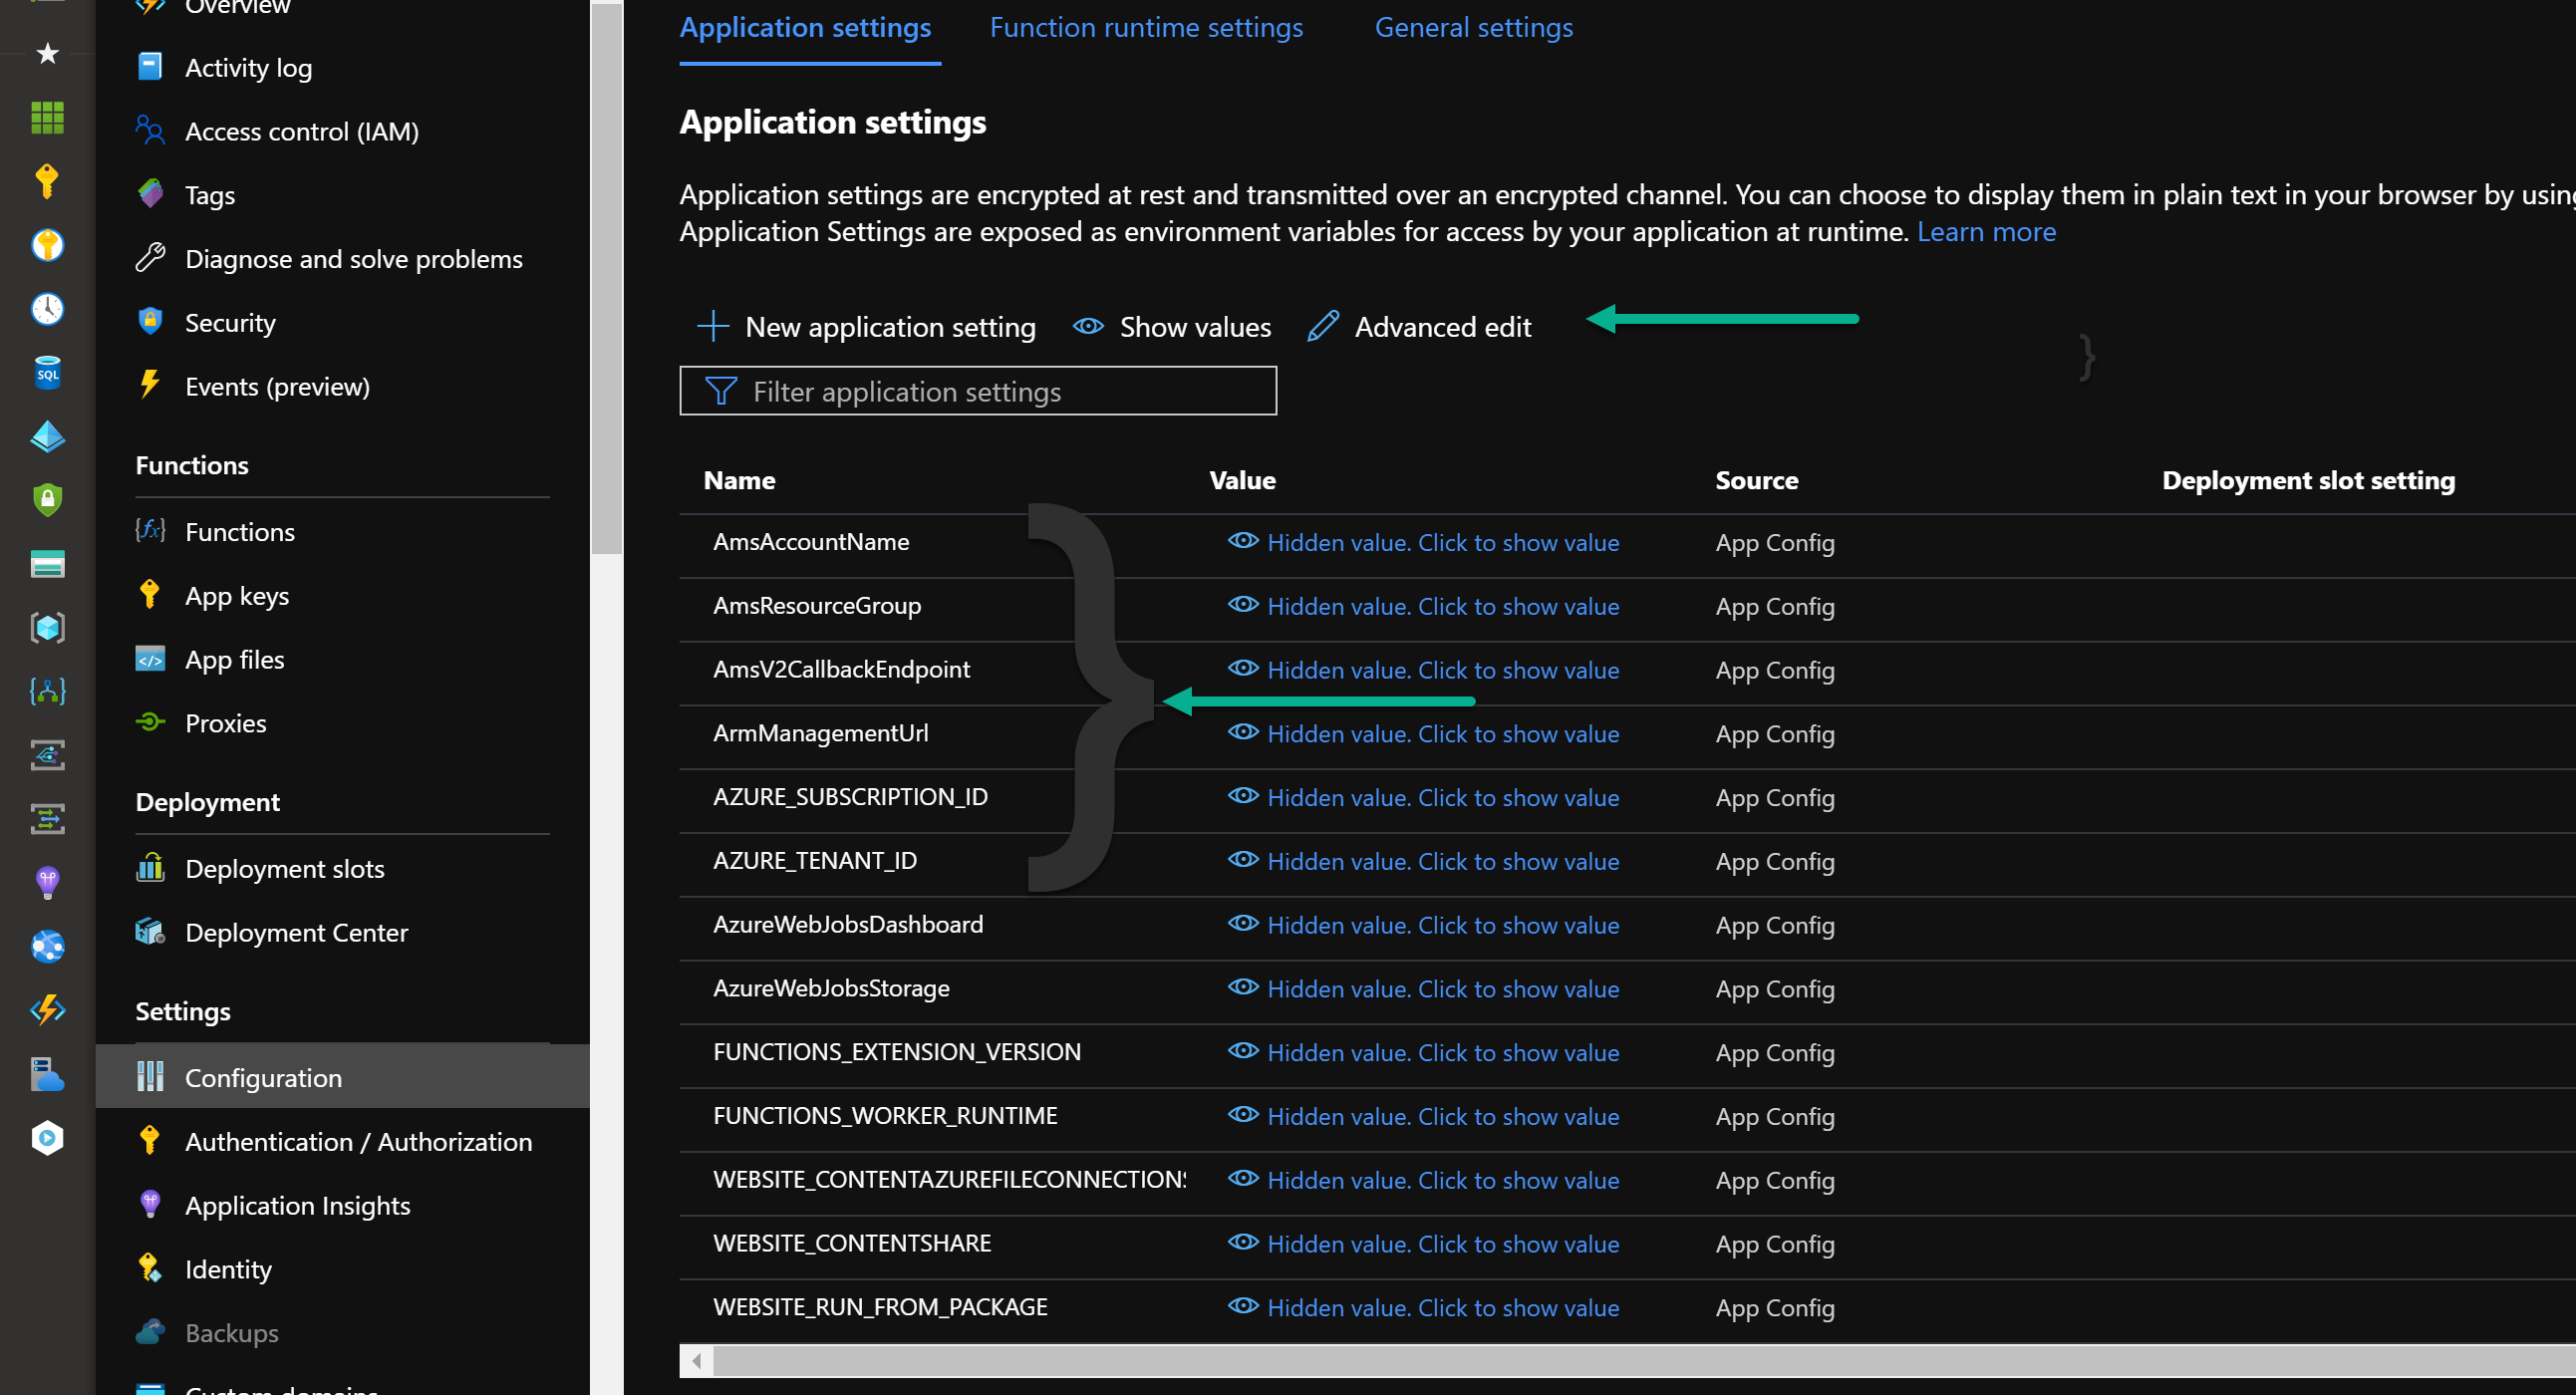 Overview
Activity log
Access control (IAM)
Tags
Diagnose and solve problems
Security
Events (preview)
Functions
Functions
App keys
App files
Proxies
Deployment
Deployment slots
Deployment Center
Settings
Configuration
Authentication / Authorization
Application Insights
Identity
Backups
Custom domains
SQL
Application settings
Function runtime settings
General settings
Application settings
Application settings are encrypted at rest and transmitted over an encrypted channel. You can choose to display them in plain text in your browser by using
Application Settings are exposed as environment variables for access by your application at runtime. Learn more
New application setting
Show values
Advanced edit
}
Filter application settings
Name Value Source Deployment slot setting
}
AmsAccountName Hidden value. Click to show value App Config
AmsResourceGroup Hidden value. Click to show value App Config
AmsV2CallbackEndpoint Hidden value. Click to show value App Config
ArmManagementUrl Hidden value. Click to show value App Config
AZURE_SUBSCRIPTION_ID Hidden value. Click to show value App Config
AZURE_TENANT_ID Hidden value. Click to show value App Config
AzureWebJobsDashboard Hidden value. Click to show value App Config
AzureWebJobsStorage Hidden value. Click to show value App Config
FUNCTIONS_EXTENSION_VERSION Hidden value. Click to show value App Config
FUNCTIONS_WORKER_RUNTIME Hidden value. Click to show value App Config
WEBSITE_CONTENTAZUREFILECONNECTIONS Hidden value. Click to show value App Config
WEBSITE_CONTENTSHARE Hidden value. Click to show value App Config
WEBSITE_RUN_FROM_PACKAGE Hidden value. Click to show value App Config